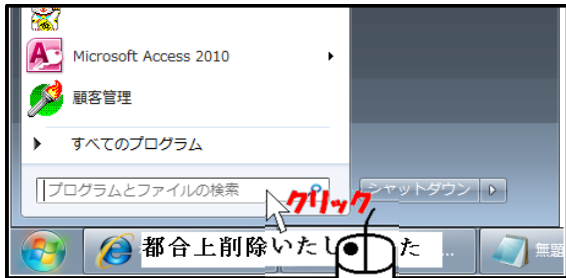 Microsoft Access 2010
顧客管理
すべてのプログラム
プログラムとファイルの検索
シャットダウン
クリック
都合上削除いたし た
...
無題